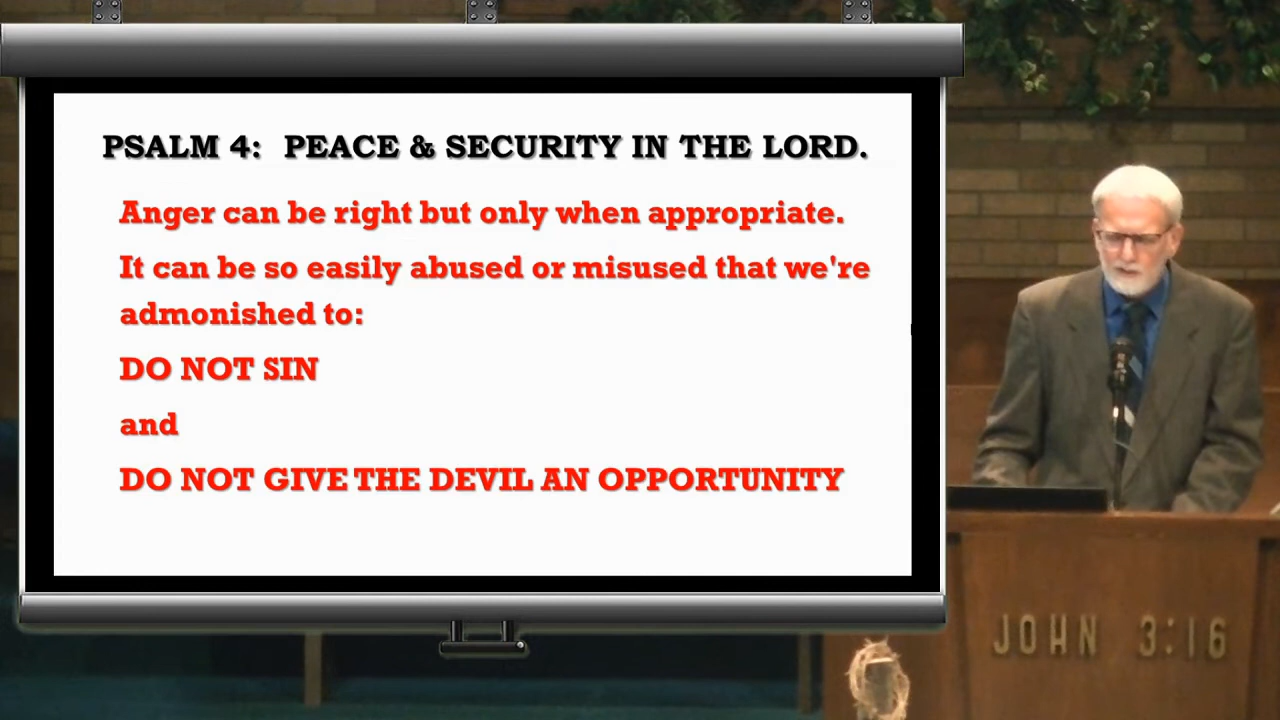 PSALM 4: PEACE & SECURITY IN THE LORD.
Anger can be right but only when appropriate.
It can be so easily abused or misused that we're
admonished to:
DO NOT SIN
and
DO NOT GIVE THE DEVIL AN OPPORTUNITY
JOHN 3:16